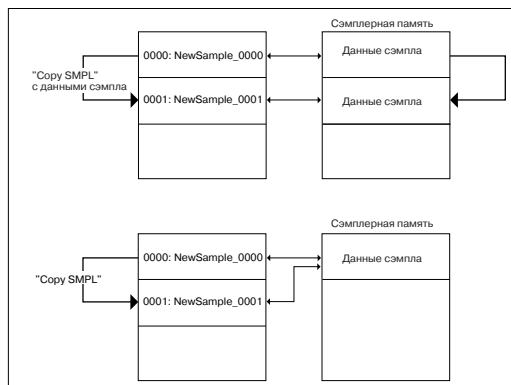 Сэмплерная память
0000: NewSample_0000
Данные сэмпла
"Copy SMPL"
с данными сэмпла
0001: NewSample_0001
Данные сэмпла
Сэмплерная память
0000: NewSample_0000
Данные сэмпла
"Copy SMPL"
0001: NewSample_0001